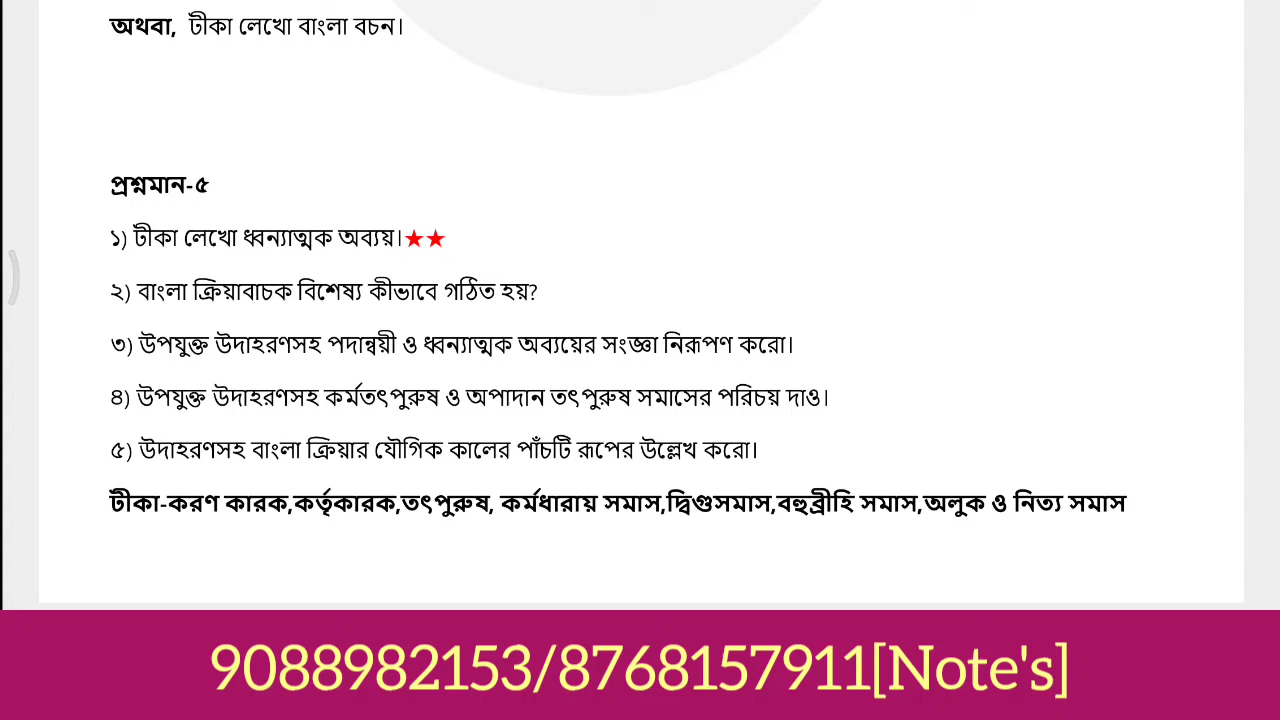 অথবা, টীকা লেখো বাংলা বচন।
প্রশ্নমান-৫
১) টীকা লেখো ধ্বন্যাত্মক অব্যয়।★★
২) বাংলা ক্রিয়াবাচক বিশেষ্য কীভাবে গঠিত হয়?
৩) উপযুক্ত উদাহরণসহ পদান্বয়ী ও ধ্বন্যাত্মক অব্যয়ের সংজ্ঞা নিরূপণ করো।
৪) উপযুক্ত উদাহরণসহ কর্মতৎপুরুষ ও অপাদান তৎপুরুষ সমাসের পরিচয় দাও।
৫) উদাহরণসহ বাংলা ক্রিয়ার যৌগিক কালের পাঁচটি রূপের উল্লেখ করো।
টীকা-করণ কারক,কর্তৃকারক,তৎপুরুষ, কর্মধারায় সমাস,দ্বিগুসমাস,বহুব্রীহি সমাস,অলুক ও নিত্য সমাস
9088982153/8768157911[Note's]